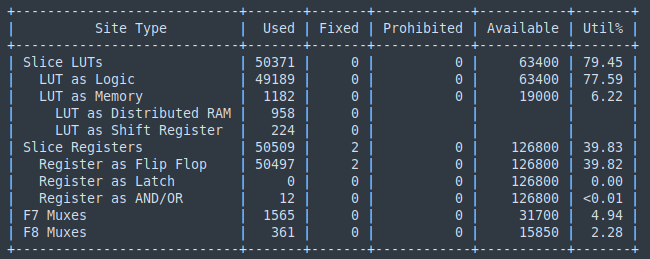 +----------------------------+-------+-------+------------+-----------+-------+
|          Site Type         |  Used | Fixed | Prohibited | Available | Util% |
+----------------------------+-------+-------+------------+-----------+-------+
| Slice LUTs                 | 50371 |     0 |          0 |     63400 | 79.45 |
|   LUT as Logic             | 49189 |     0 |          0 |     63400 | 77.59 |
|   LUT as Memory            |  1182 |     0 |          0 |     19000 |  6.22 |
|     LUT as Distributed RAM |   958 |     0 |            |           |       |
|     LUT as Shift Register  |   224 |     0 |            |           |       |
| Slice Registers            | 50509 |     2 |          0 |    126800 | 39.83 |
|   Register as Flip Flop    | 50497 |     2 |          0 |    126800 | 39.82 |
|   Register as Latch        |     0 |     0 |          0 |    126800 |  0.00 |
|   Register as AND/OR       |    12 |     0 |          0 |    126800 | <0.01 |
| F7 Muxes                   |  1565 |     0 |          0 |     31700 |  4.94 |
| F8 Muxes                   |   361 |     0 |          0 |     15850 |  2.28 |
+----------------------------+-------+-------+------------+-----------+-------+